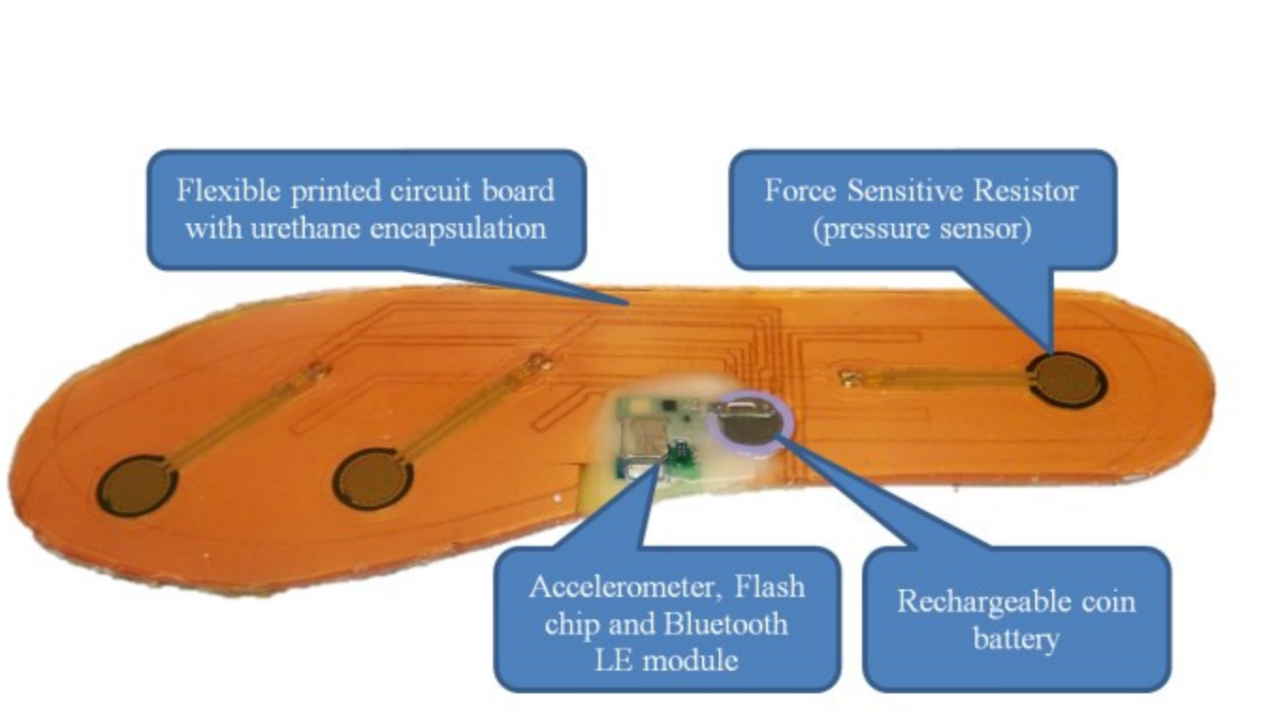 Flexible printed circuit board
with urethane encapsulation
Force Sensitive Resistor
(pressure sensor)
Accelerometer, Flash
chip and Bluetooth
LE module
Rechargeable coin
battery